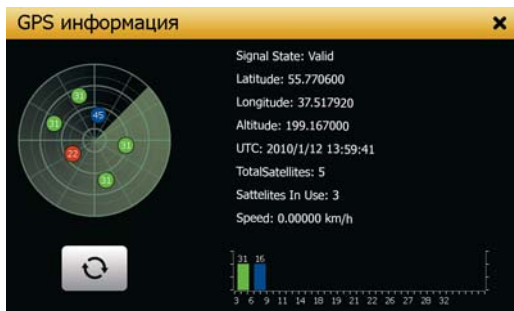 GPS информация
Signal State: Valid
Latitude: 55.770600
Longitude: 37.517920
Altitude: 199.167000
UTC: 2010/1/12 13:59:41
TotalSatellites: 5
Sattelites In Use: 3
Speed: 0.00000 km/h
31
45
31
31
22
31
31 16
3 6 9 11 14 18 19 21 22 26 27 28 32